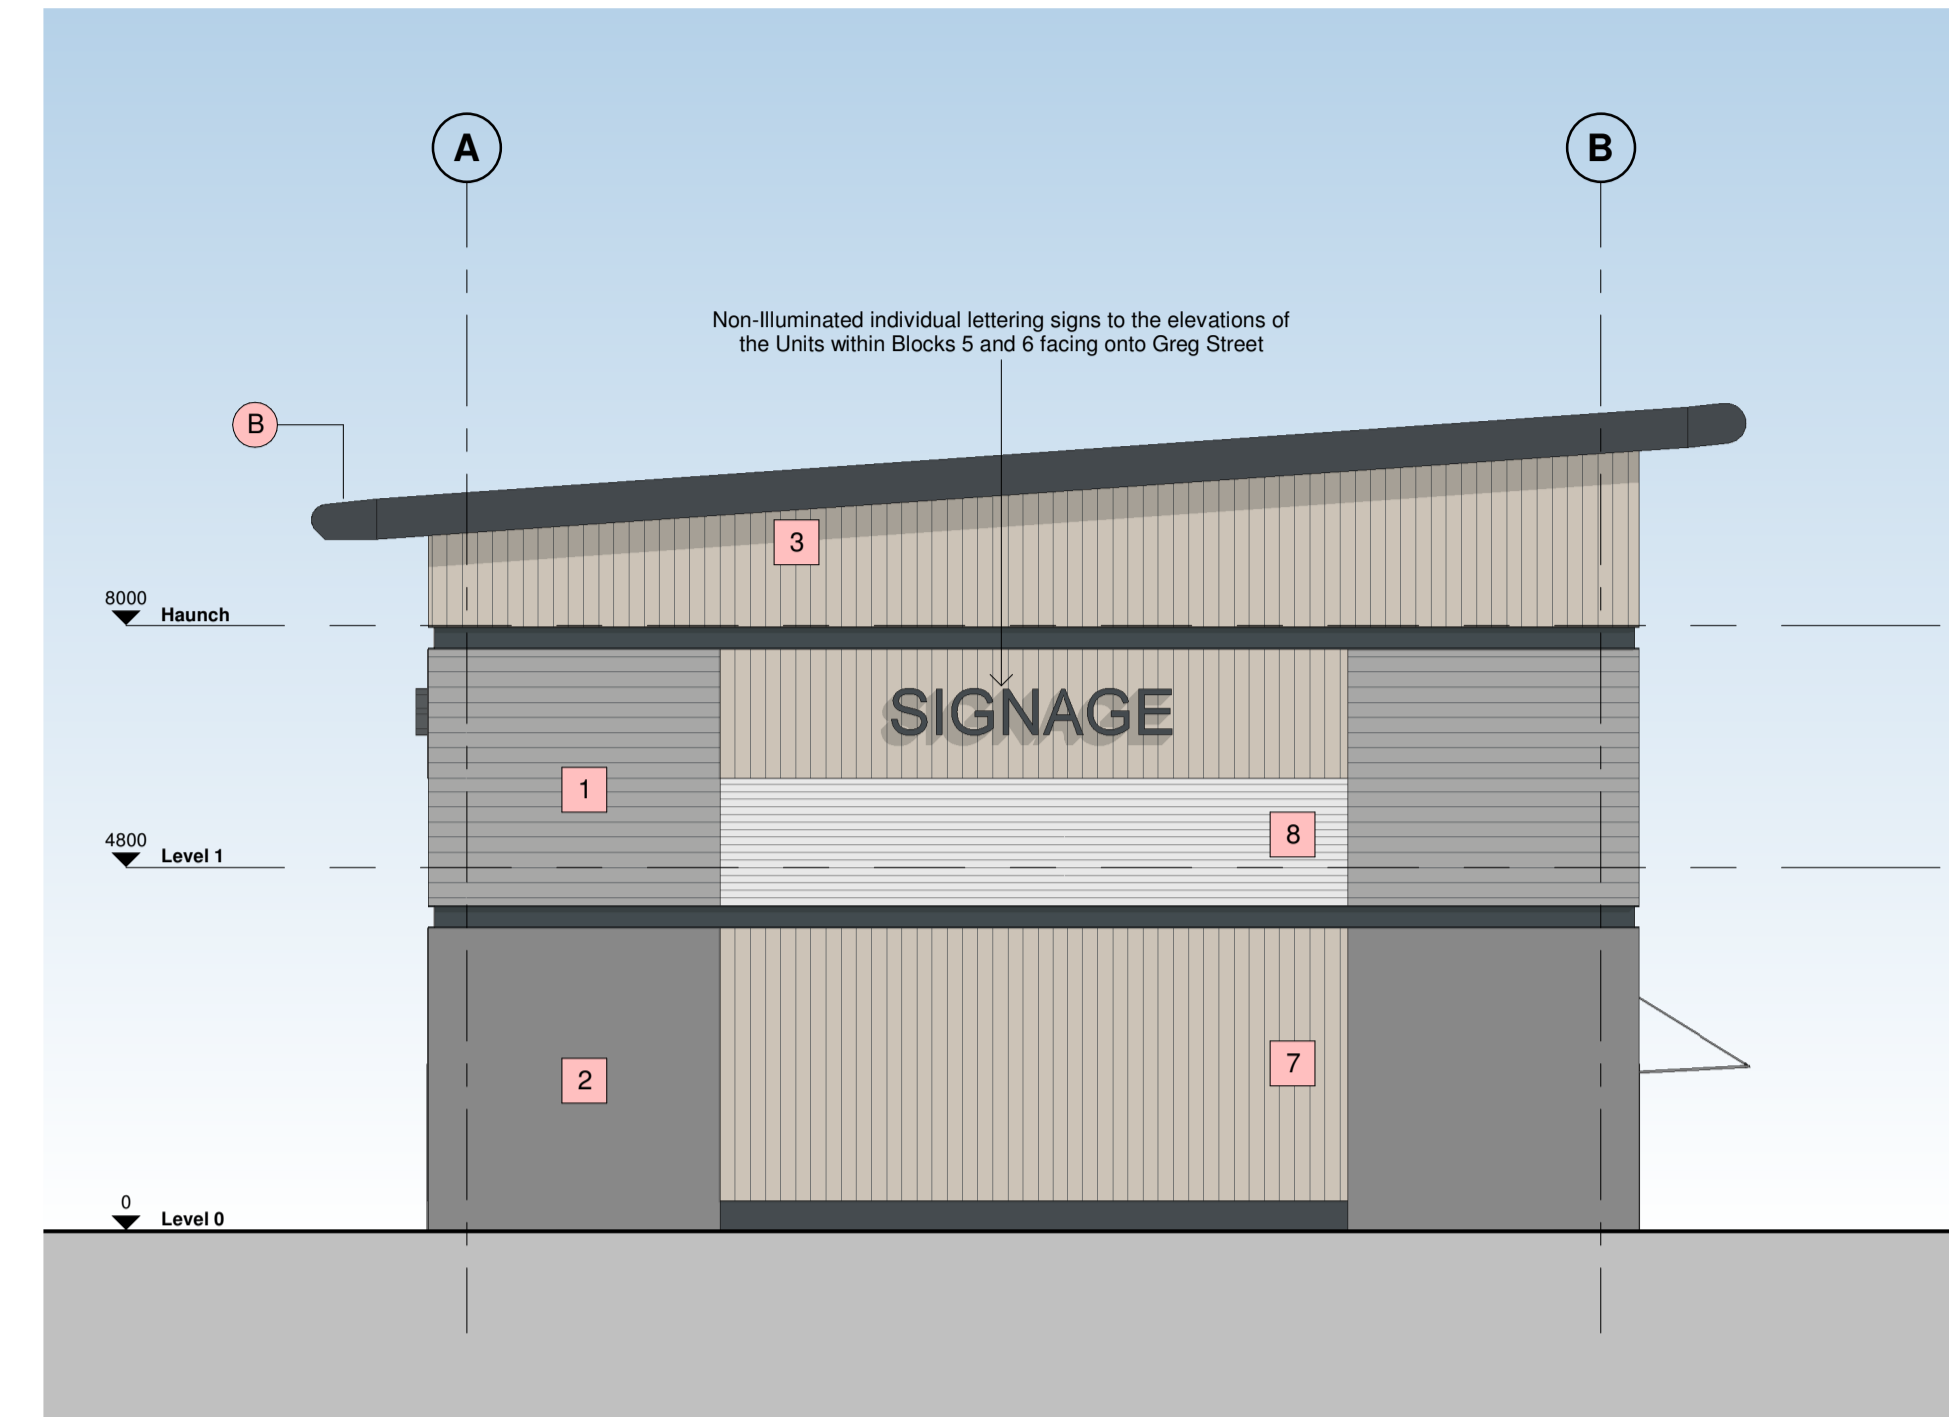 A
B
Non-Illuminated individual lettering signs to the elevations of
the Units within Blocks 5 and 6 facing onto Greg Street
B
3
8000
Haunch
SIGNAGE
1
8
4800
Level 1
7
2
0
Level 0